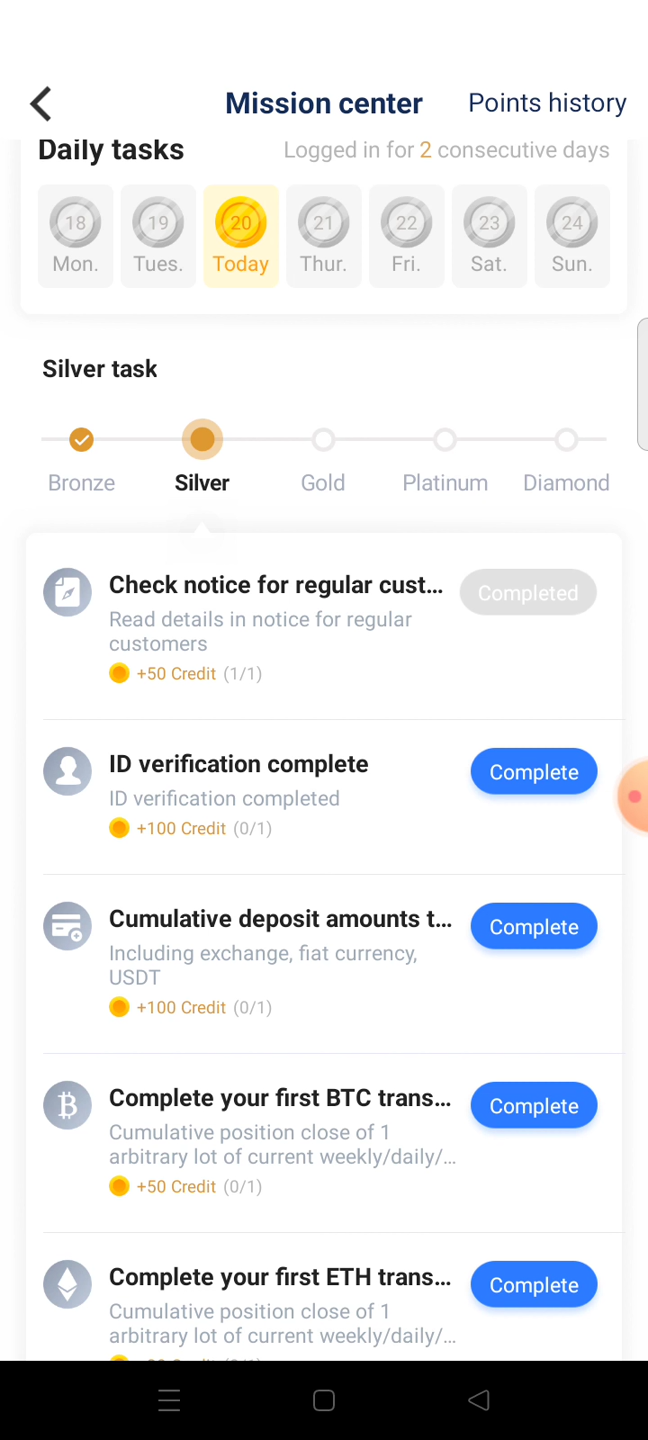 Mission center
Points history
Daily tasks
Logged in for 2 consecutive days
18
19
20
21
22
23
24
Mon.
Tues.
Today
Thur.
Fri.
Sat.
Sun.
Silver task
Bronze
Silver
Gold
Platinum
Diamond
Check notice for regular cust...
Completed
Read details in notice for regular
customers
+50 Credit (1/1)
ID verification complete
Complete
ID verification completed
+100 Credit (0/1)
Cumulative deposit amounts t...
Complete
Including exchange, fiat currency,
USDT
+100 Credit (0/1)
Complete your first BTC trans...
Complete
Cumulative position close of 1
arbitrary lot of current weekly/daily/...
+50 Credit (0/1)
Complete your first ETH trans...
Complete
Cumulative position close of 1
arbitrary lot of current weekly/daily/...